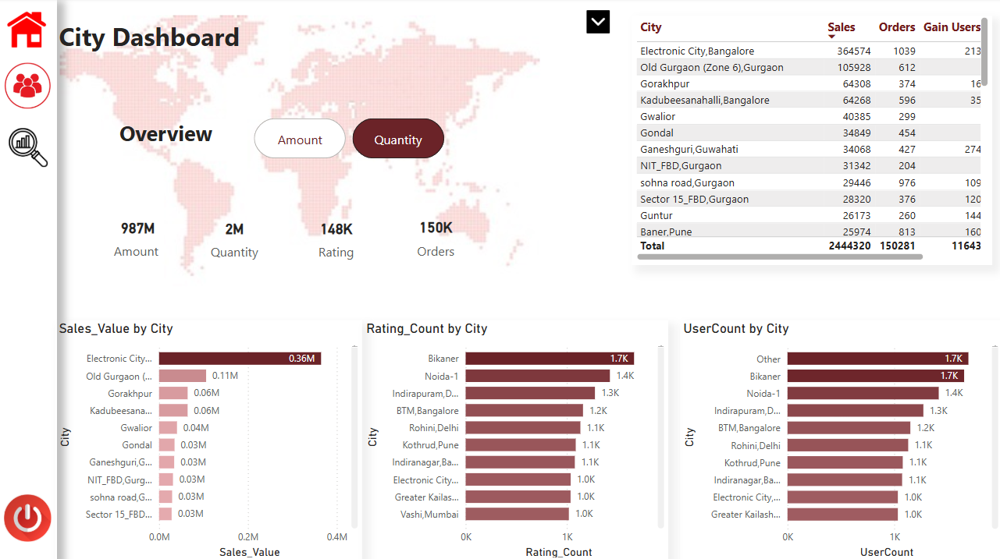 City Dashboard
Overview
Amount
Quantity
987M
Amount
2M
Quantity
148K
Rating
150K
Orders
City Sales Orders Gain Users
Electronic City,Bangalore 364574 1039 213
Old Gurgaon (Zone 6),Gurgaon 105928 612
Gorakhpur 64308 374 16
Kadubeesanahalli,Bangalore 64268 596 35
Gwalior 40385 299
Gondal 34849 454
Ganeshguri,Guwahati 34068 427 274
NIT_FBD,Gurgaon 31342 204
sohna road,Gurgaon 29446 976 109
Sector 15_FBD,Gurgaon 28320 376 120
Guntur 26173 260 144
Baner,Pune 25974 813 160
Total 2444320 150281 11643
Sales_Value by City
City
Electronic City... 0.36M
Old Gurgaon (... 0.11M
Gorakhpur 0.06M
Kadubeesana... 0.06M
Gwalior 0.04M
Gondal 0.03M
Ganeshguri,G... 0.03M
NIT_FBD,Gurg... 0.03M
sohna road,G... 0.03M
Sector 15_FBD... 0.03M
0.0M 0.2M 0.4M
Sales_Value
Rating_Count by City
City
Bikaner 1.7K
Noida-1 1.4K
Indirapuram,D... 1.3K
BTM,Bangalore 1.2K
Rohini,Delhi 1.1K
Kothrud,Pune 1.1K
Indiranagar,Ba... 1.1K
Electronic City... 1.0K
Greater Kailas... 1.0K
Vashi,Mumbai 1.0K
0K 1K
Rating_Count
UserCount by City
City
Other 1.7K
Bikaner 1.7K
Noida-1 1.4K
Indirapuram,D... 1.3K
BTM,Bangalore 1.2K
Rohini,Delhi 1.1K
Kothrud,Pune 1.1K
Indiranagar,Ba... 1.1K
Electronic City,... 1.0K
Greater Kailash... 1.0K
0K 1K
UserCount